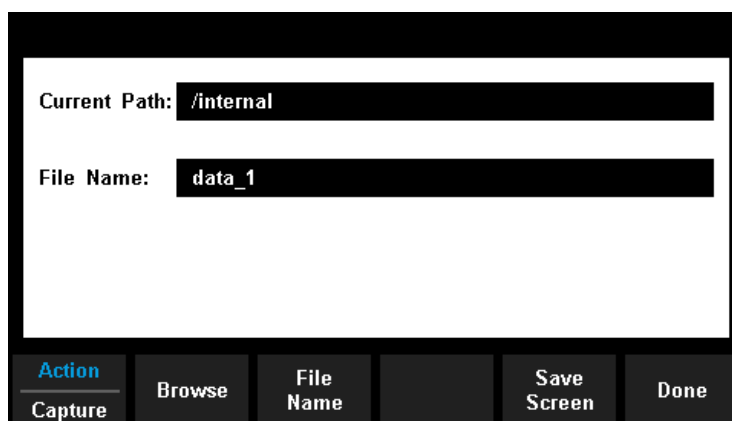 Current Path: /internal
File Name: data_1
Action
Capture
Browse
File
Name
Save
Screen
Done